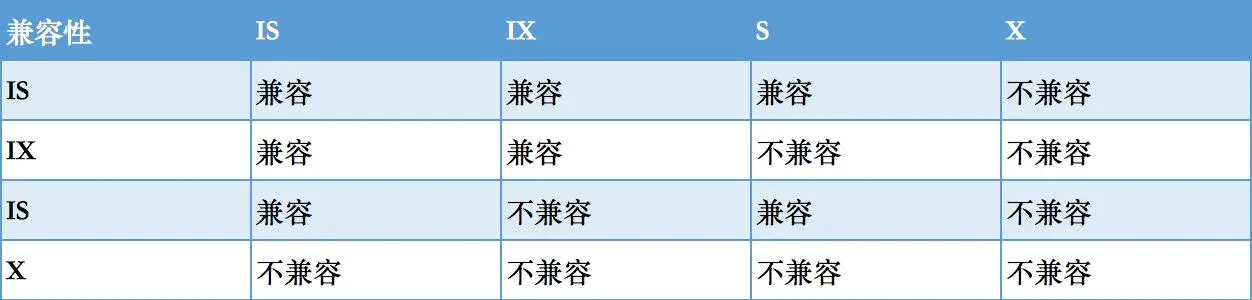 兼容性 IS IX S X
IS 兼容 兼容 兼容 不兼容
IX 兼容 兼容 不兼容 不兼容
IS 兼容 不兼容 兼容 不兼容
X 不兼容 不兼容 不兼容 不兼容